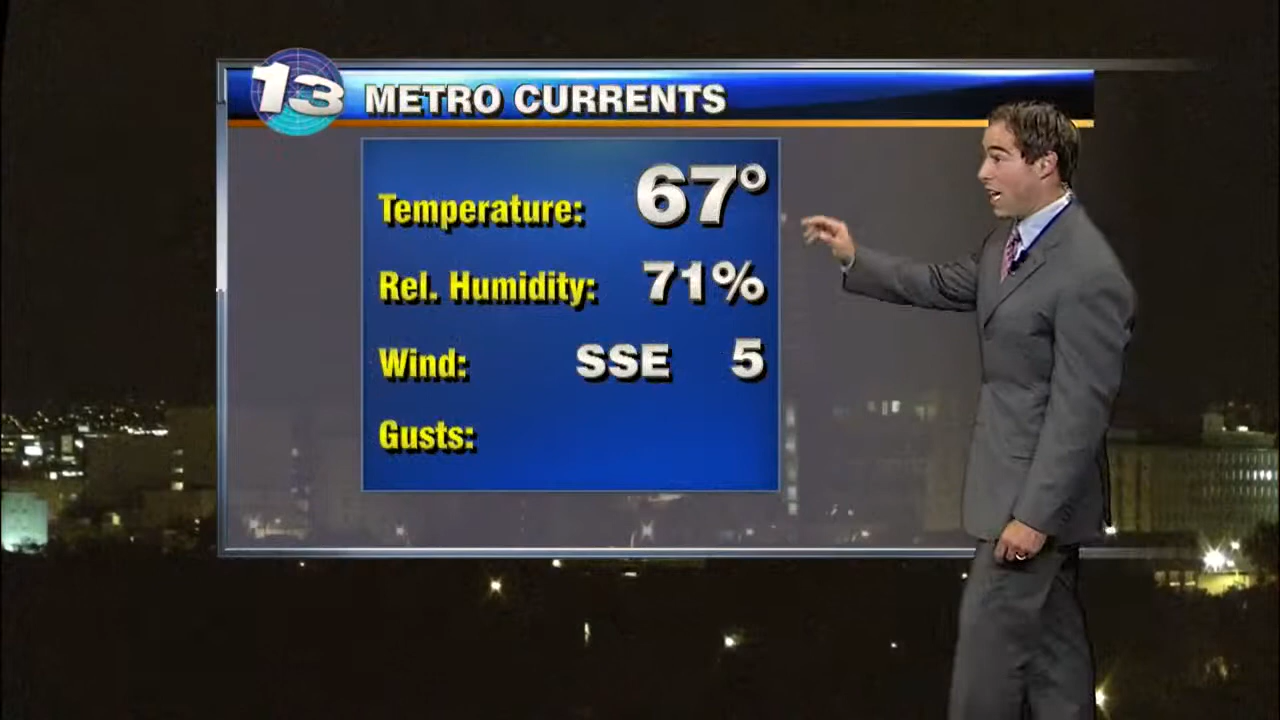 13 METRO CURRENTS
Temperature: 67°
Rel. Humidity: 71%
Wind: SSE 5
Gusts: